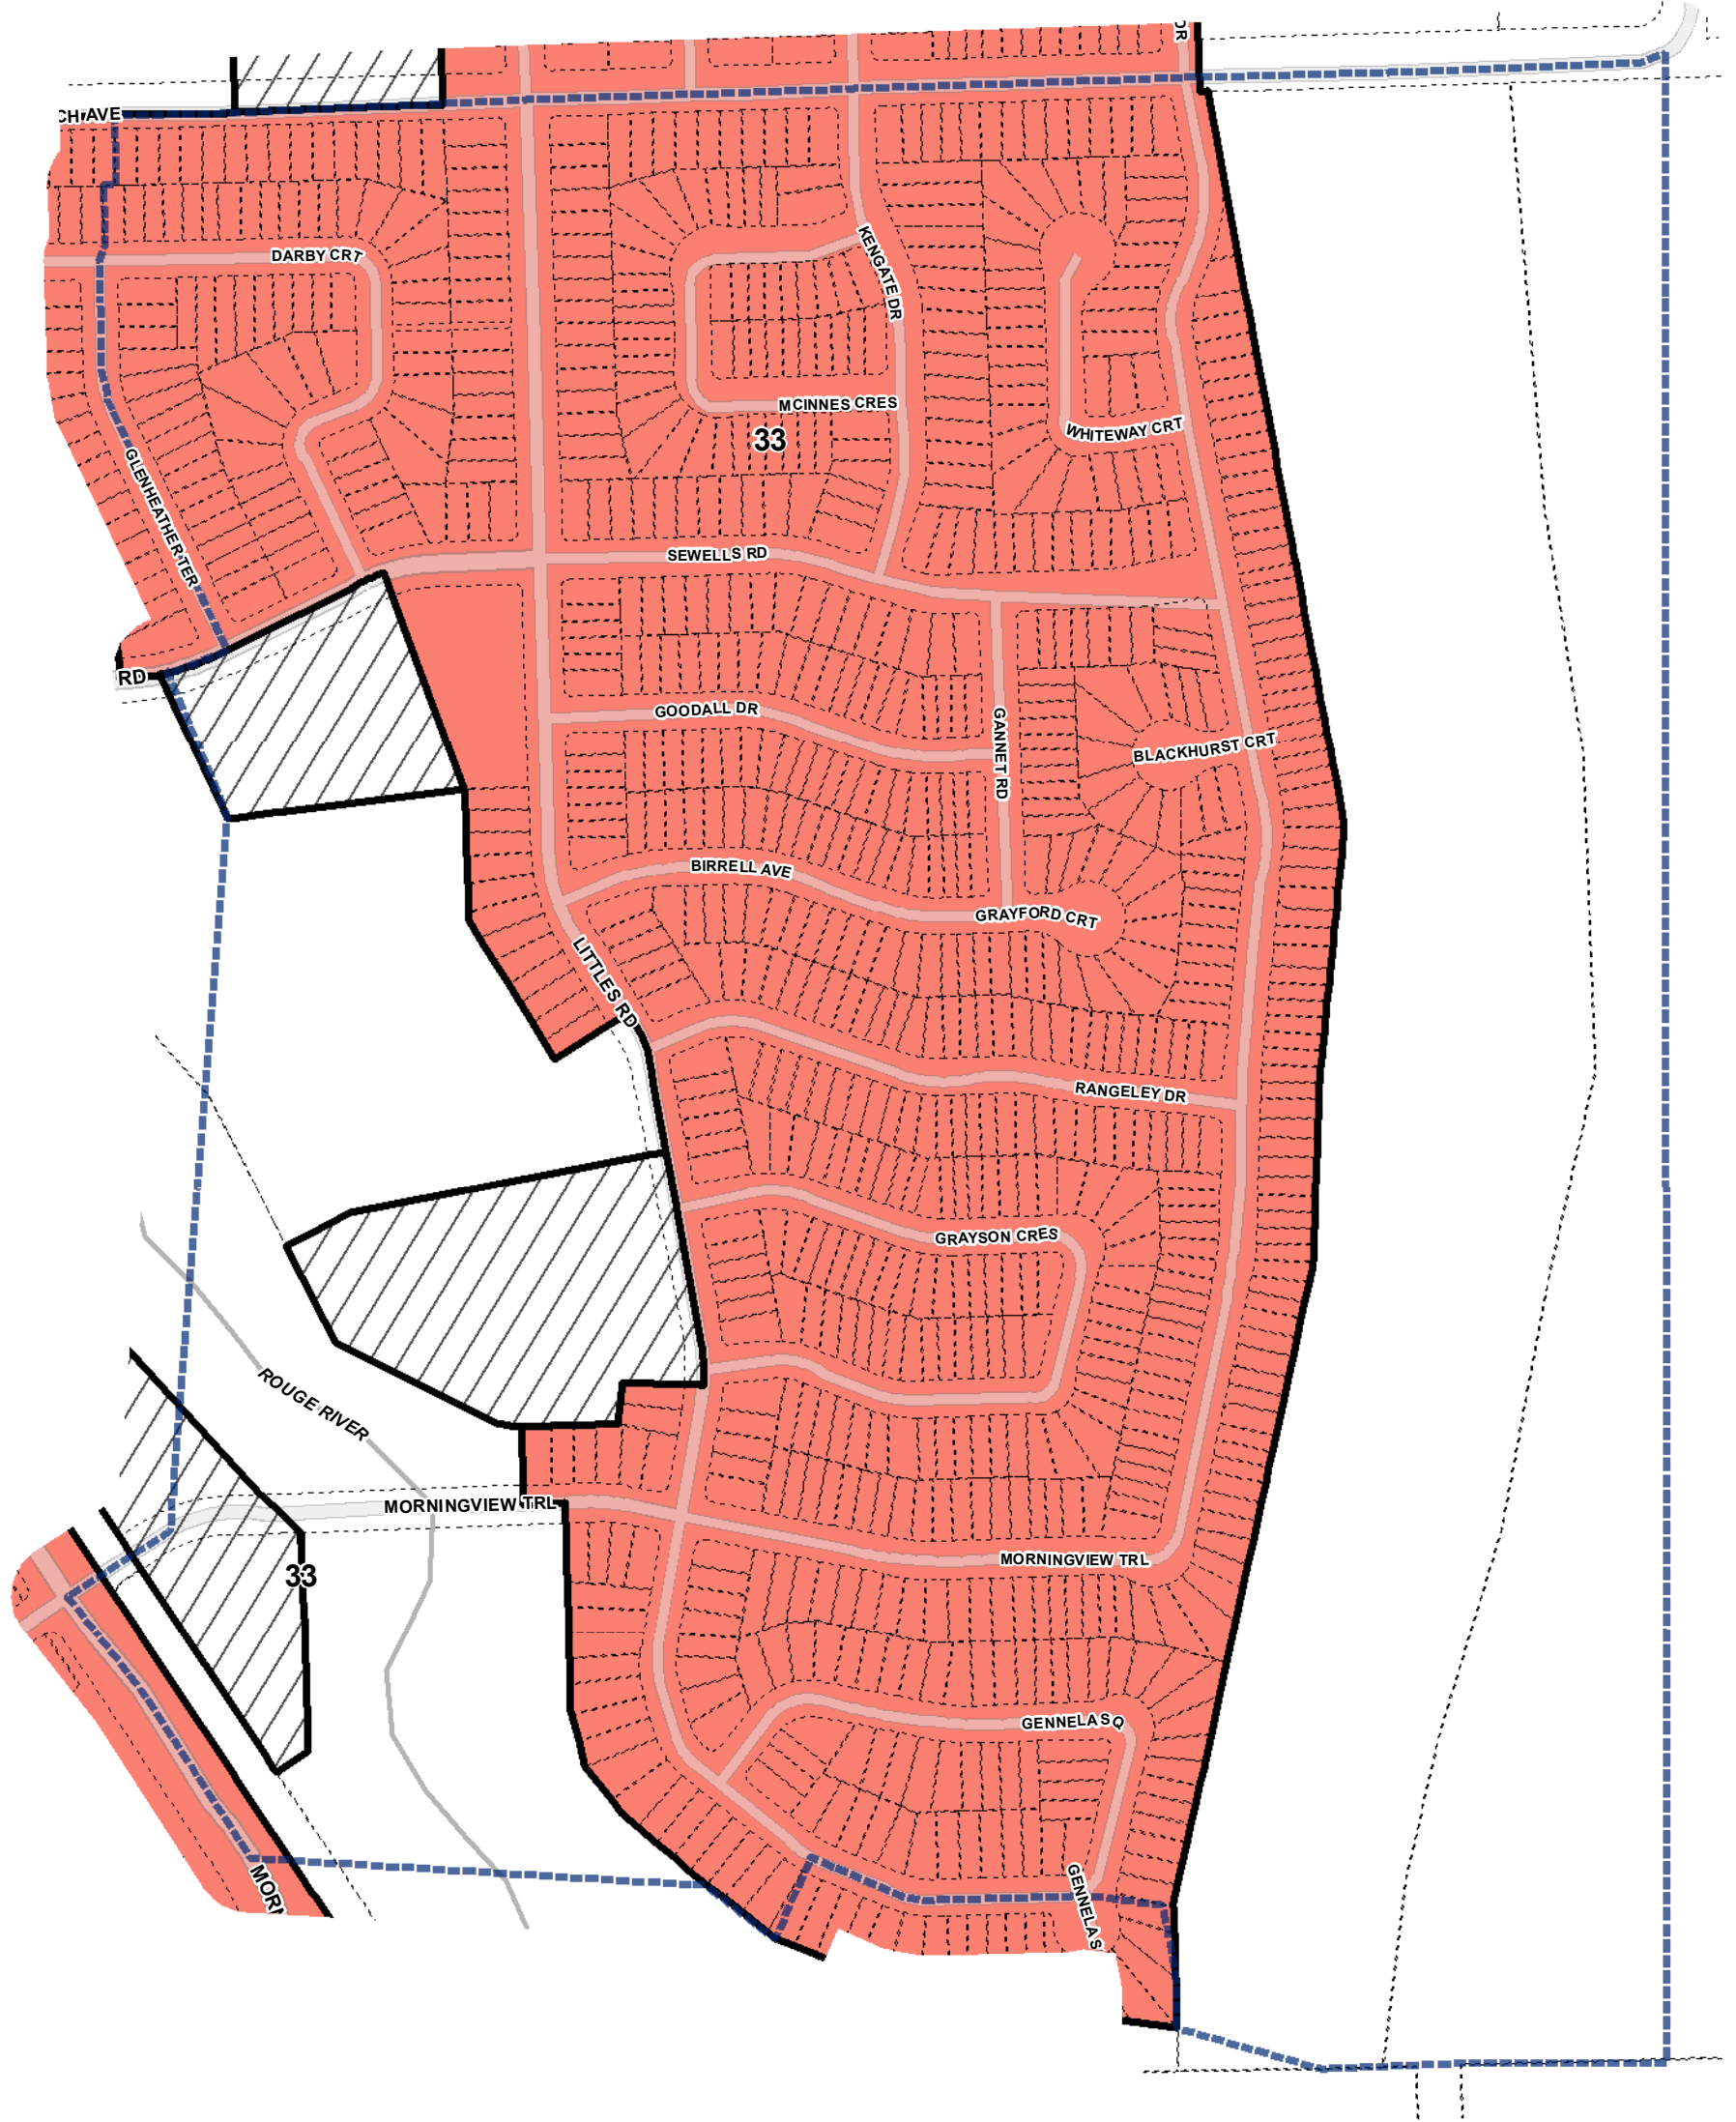 DR
CH AVE
DARBY CRT
KENGATE DR
MCINNES CRES
33
WHITEWAY CRT
GLENHEATHER TER
SEWELLS RD
RD
GOODALL DR
GANNET RD
BLACKHURST CRT
BIRRELL AVE
GRAYFORD CRT
LITTLES RD
RANGELEY DR
GRAYSON CRES
ROUGE RIVER
MORNINGVIEW TRL
MORNINGVIEW TRL
33
GENNELA SQ
GENNELA S
MORN